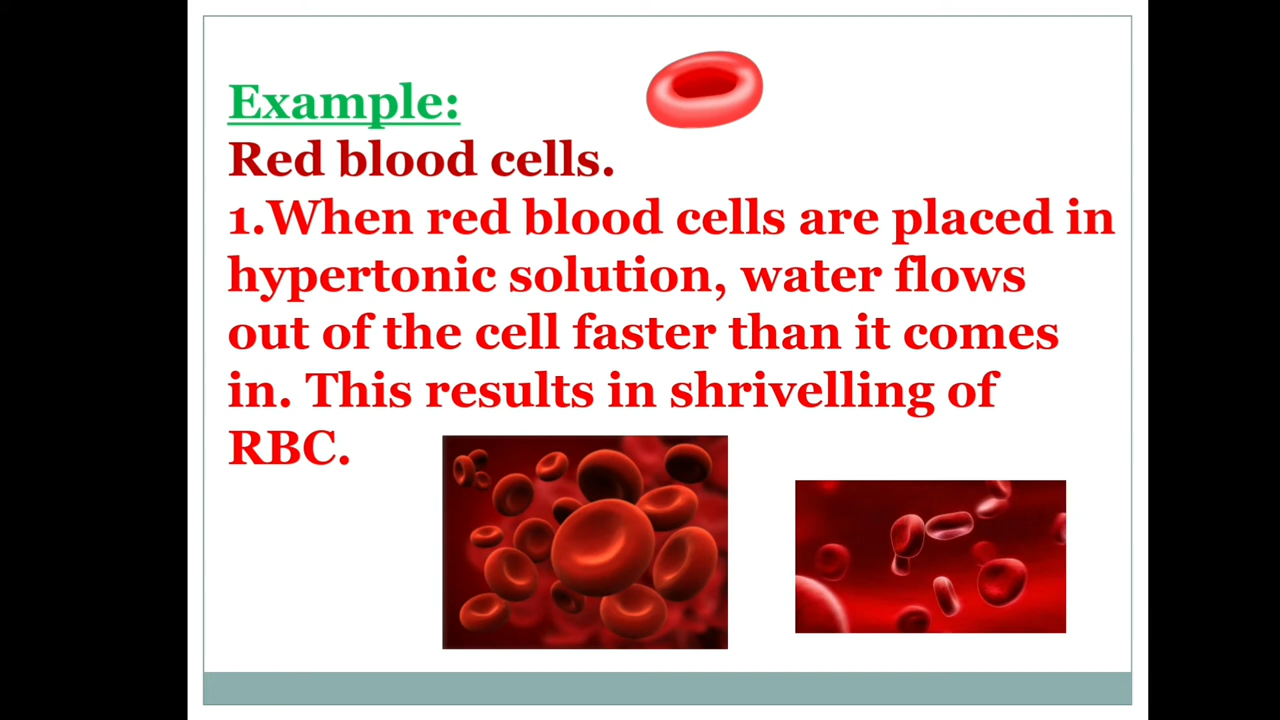 Example:
Red blood cells.
1.When red blood cells are placed in
hypertonic solution, water flows
out of the cell faster than it comes
in. This results in shrivelling of
RBC.